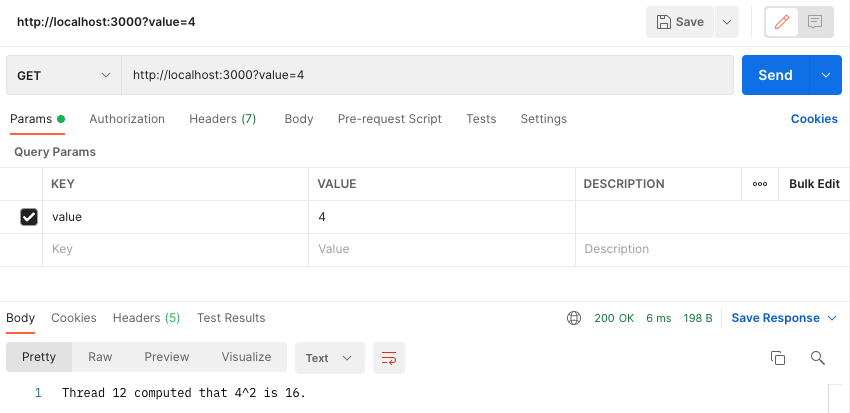 http://localhost:3000?value=4
Save
GET
http://localhost:3000?value=4
Send
Params Authorization Headers (7) Body Pre-request Script Tests Settings Cookies
Query Params
KEY VALUE DESCRIPTION Bulk Edit
value 4
Key Value Description
Body Cookies Headers (5) Test Results 200 OK 6 ms 198 B Save Response
Pretty Raw Preview Visualize Text
1 Thread 12 computed that 4^2 is 16.